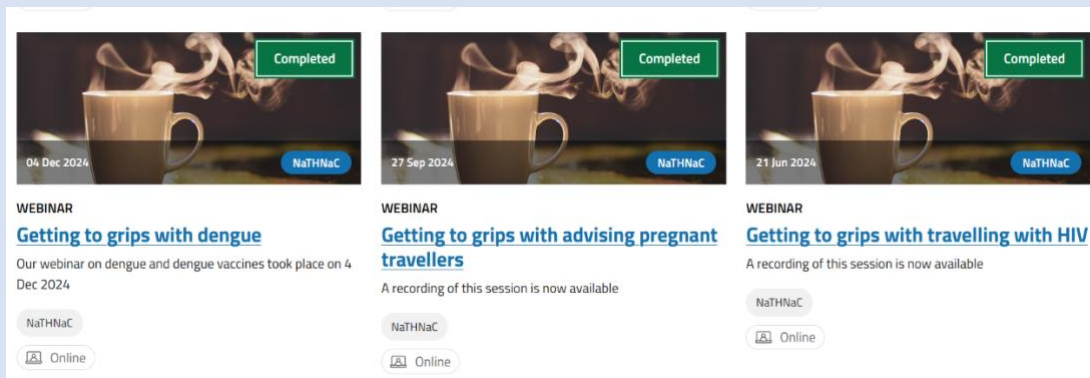 Completed
04 Dec 2024
NaTHNaC
WEBINAR
Getting to grips with dengue
Our webinar on dengue and dengue vaccines took place on 4
Dec 2024
NaTHNaC
Online
Completed
27 Sep 2024
NaTHNaC
WEBINAR
Getting to grips with advising pregnant
travellers
A recording of this session is now available
NaTHNaC
Online
Completed
21 Jun 2024
NaTHNaC
WEBINAR
Getting to grips with travelling with HIV
A recording of this session is now available
NaTHNaC
Online